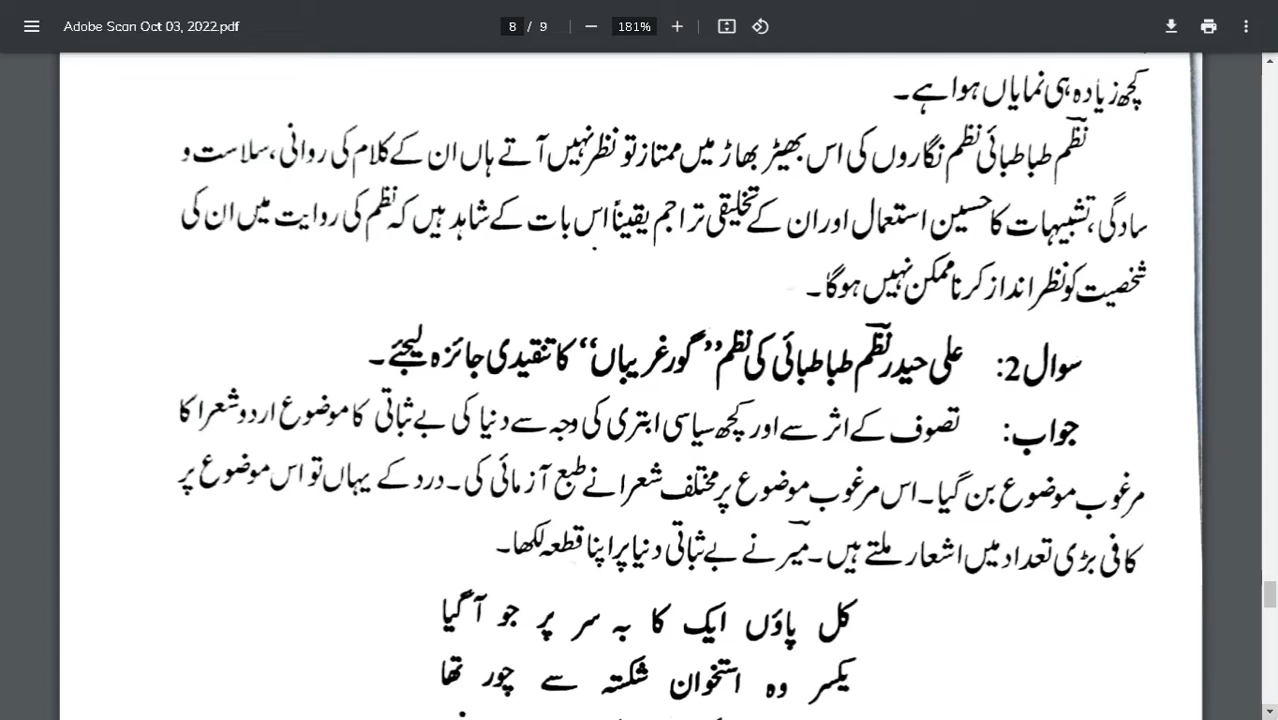 Adobe Scan Oct 03, 2022.pdf 8 / 9 181%
کچھ زیادہ ہی نمایاں ہوا ہے۔
نظمؔ طباطبائی نظم نگاروں کی اس بھیڑ بھاڑ میں ممتاز تو نظر نہیں آتے ہاں ان کے کلام کی روانی، سلاست و
سادگی، تشبیہات کا حسین استعمال اور ان کے تخلیقی تراجم یقیناً اس بات کے شاہد ہیں کہ نظم کی روایت میں ان کی
شخصیت کو نظر انداز کرنا ممکن نہیں ہوگا۔
سوال 2: علی حیدر نظمؔ طباطبائی کی نظم ”گور غریباں“ کا تنقیدی جائزہ لیجئے۔
جواب: تصوف کے اثر سے اور کچھ سیاسی ابتری کی وجہ سے دنیا کی بے ثباتی کا موضوع اردو شعرا کا
مرغوب موضوع بن گیا۔ اس مرغوب موضوع پر مختلف شعرا نے طبع آزمائی کی۔ درد کے یہاں تو اس موضوع پر
کافی بڑی تعداد میں اشعار ملتے ہیں۔ میرؔ نے بے ثباتی دنیا پر اپنا قطعہ لکھا۔
کل پاؤں ایک کا بہ سر پر جو آ گیا
یکسر وہ استخوان شکستہ سے چور تھا